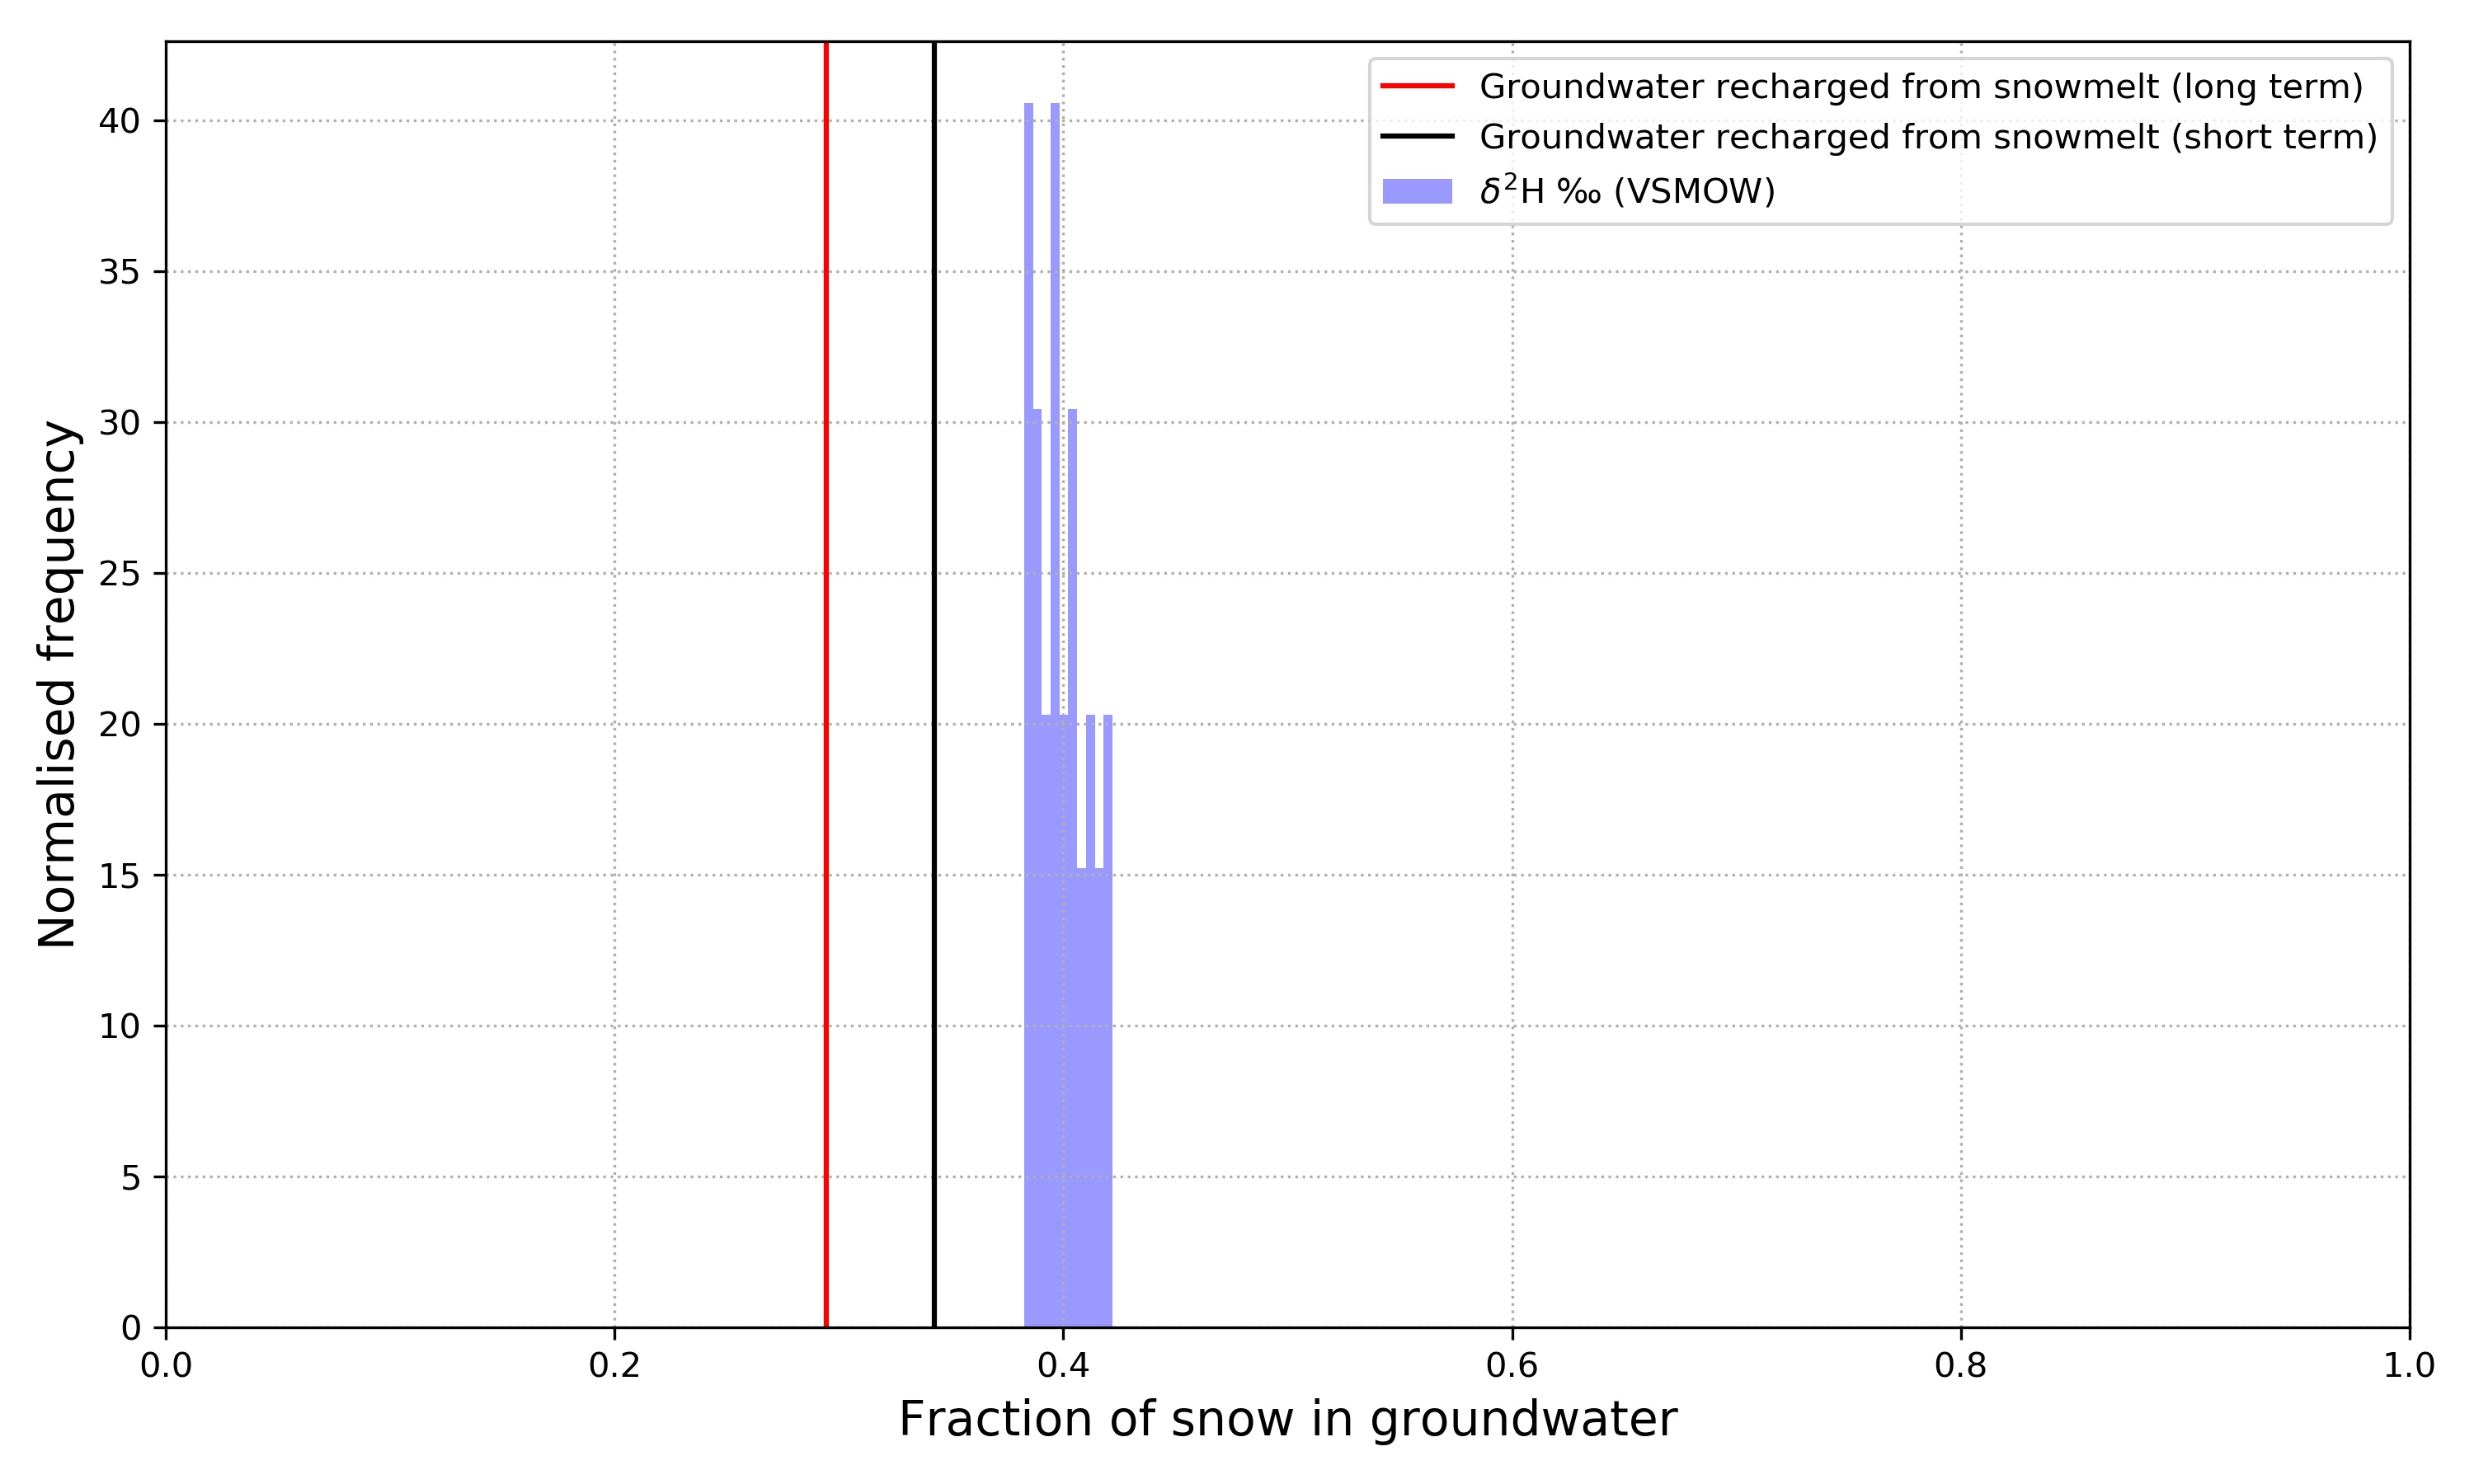 Groundwater recharged from snowmelt (long term)
Groundwater recharged from snowmelt (short term)
δ²H ‰ (VSMOW)
Normalised frequency
40
35
30
25
20
15
10
5
0
0.0 0.2 0.4 0.6 0.8 1.0
Fraction of snow in groundwater